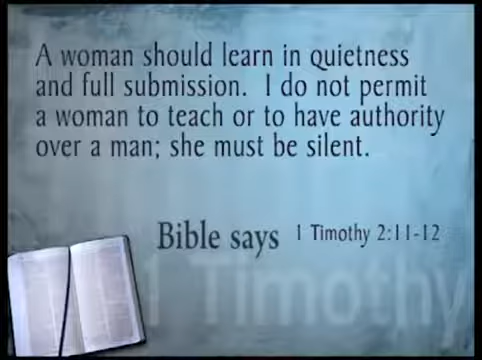 A woman should learn in quietness
and full submission. I do not permit
a woman to teach or to have authority
over a man; she must be silent.
Bible says 1 Timothy 2:11-12
1 Timothy